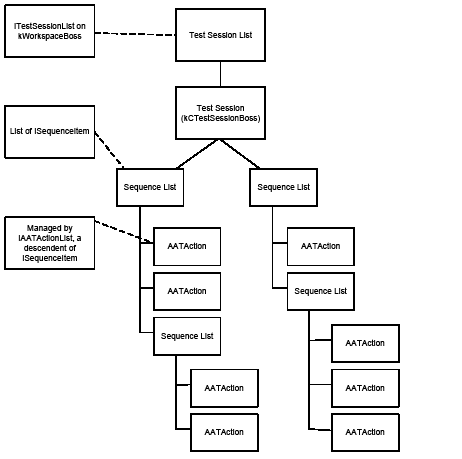 ITestSessionList on
kWorkspaceBoss
Test Session List
Test Session
(kCTestSessionBoss)
List of ISequenceItem
Sequence List
Sequence List
Managed by
IAATActionList, a
descendent of
ISequenceItem
AATAction
AATAction
AATAction
Sequence List
Sequence List
AATAction
AATAction
AATAction
AATAction
AATAction